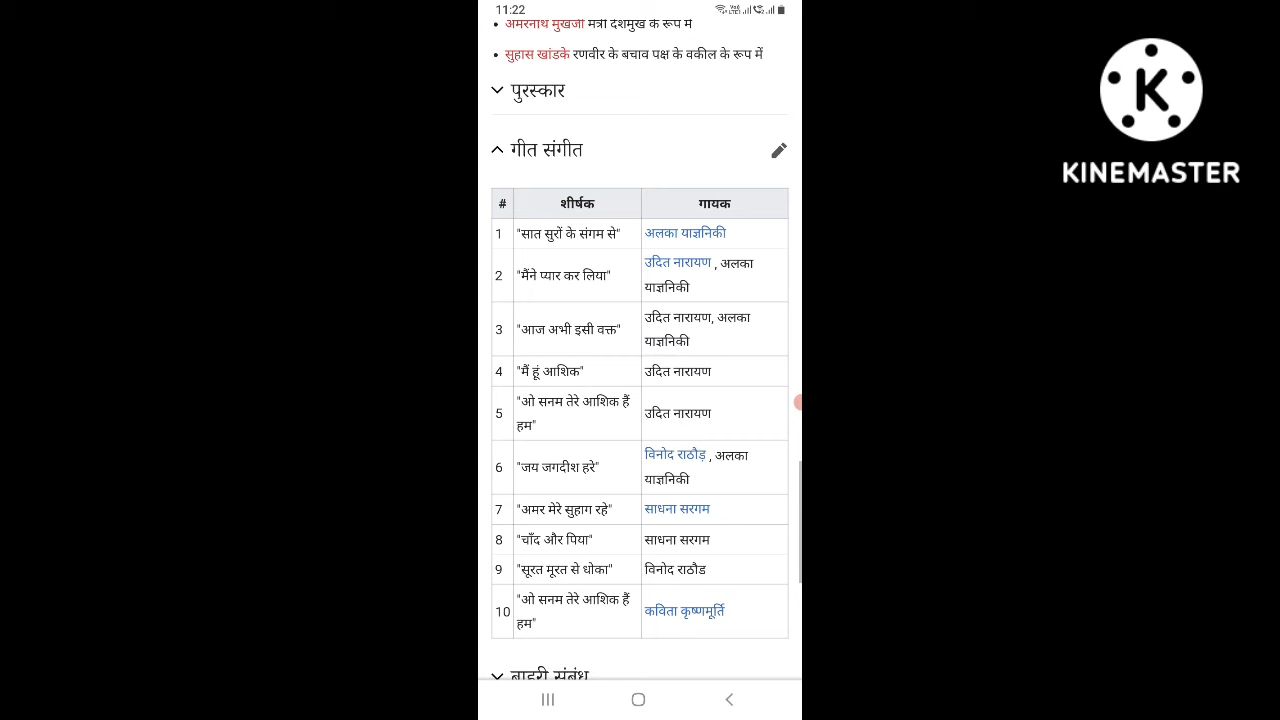 11:22
• अमरनाथ मुखर्जी मंत्री देशमुख के रूप में
• सुहास खांडके रणवीर के बचाव पक्ष के वकील के रूप में
पुरस्कार
गीत संगीत
# शीर्षक गायक
1 "सात सुरों के संगम से" अलका याज्ञनिकी
2 "मैंने प्यार कर लिया" उदित नारायण , अलका
याज्ञनिकी
3 "आज अभी इसी वक्त" उदित नारायण, अलका
याज्ञनिकी
4 "मैं हूं आशिक" उदित नारायण
5 "ओ सनम तेरे आशिक हैं
हम" उदित नारायण
6 "जय जगदीश हरे" विनोद राठौड़ , अलका
याज्ञनिकी
7 "अमर मेरे सुहाग रहे" साधना सरगम
8 "चाँद और पिया" साधना सरगम
9 "सूरत मूरत से धोका" विनोद राठौड
10 "ओ सनम तेरे आशिक हैं
हम" कविता कृष्णमूर्ति
बाहरी संबंध
K
KINEMASTER